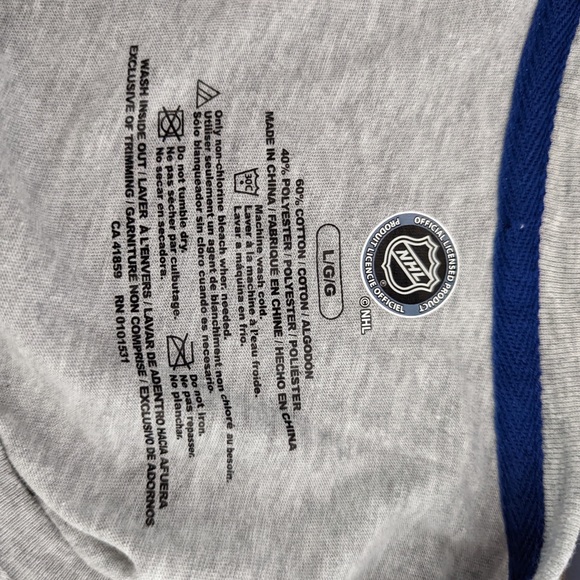 OFFICIAL LICENSED PRODUCT
NHL
PRODUIT LICENCIÉ OFFICIEL
© NHL
L/G/G
60% COTTON / COTON / ALGODON
40% POLYESTER / POLYESTER / POLIÉSTER
MADE IN CHINA / FABRIQUE EN CHINE / HECHO EN CHINA
30C
Machine wash cold.
Laver à la machine à l'eau froide.
Lavar a máquina en frio.
Only non-chlorine bleach when needed.
Utiliser seulement un agent de blanchiment non chloré au besoin.
Sólo blanqueador sin cloro cuando es necesario.
Do not tumble dry.
Ne pas sécher par culbutage.
No secar en secadora.
Do not iron.
Ne pas repasser.
No planchar.
WASH INSIDE OUT / LAVER À L'ENVERS / LAVAR DE ADENTRO HACIA AFUERA
EXCLUSIVE OF TRIMMING / GARNITURE NON COMPRISE / EXCLUSIVO DE ADORNOS
CA 41859 RN 0101531